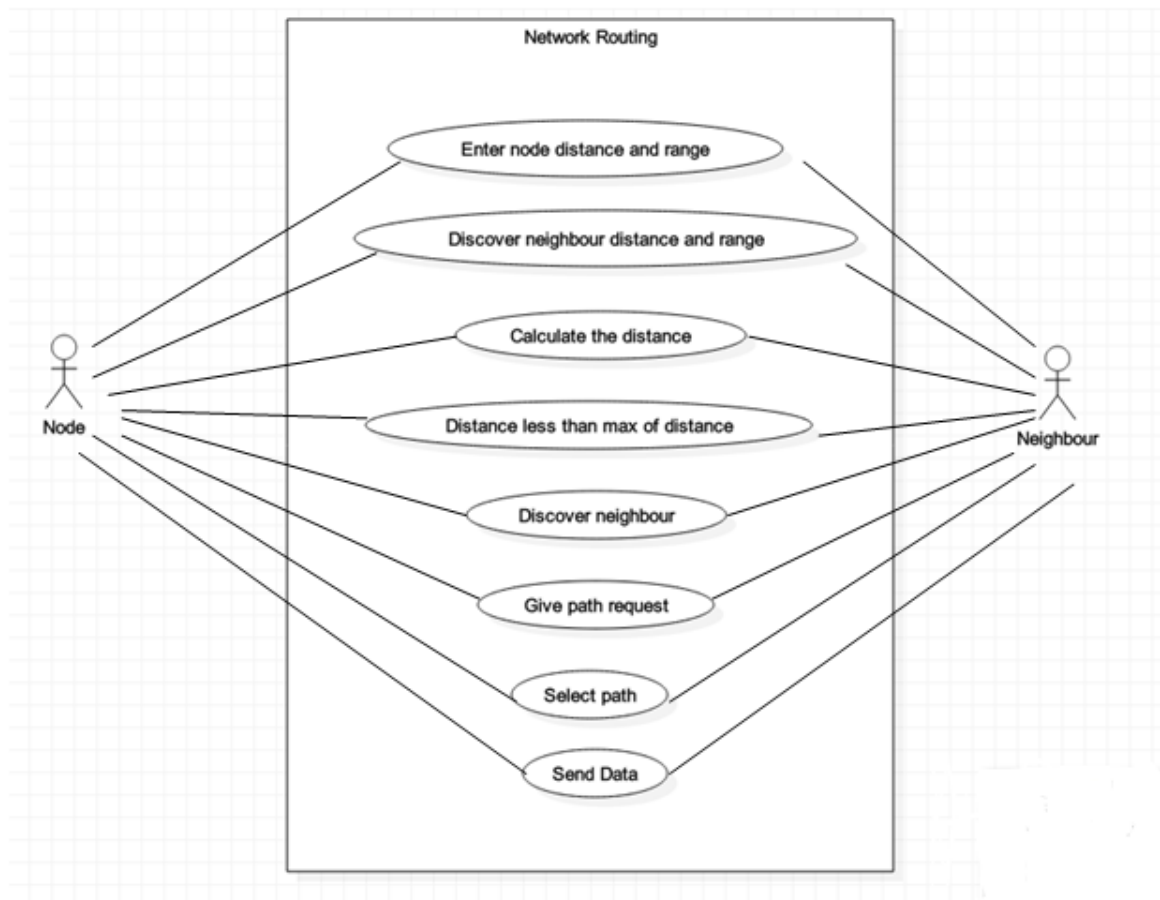 Network Routing
Enter node distance and range
Discover neighbour distance and range
Calculate the distance
Distance less than max of distance
Discover neighbour
Give path request
Select path
Send Data
Node
Neighbour